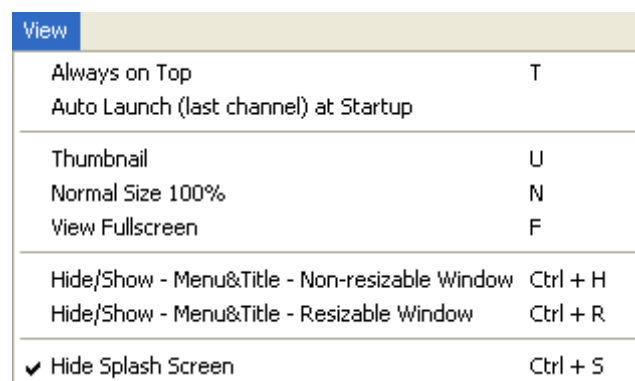 View
Always on Top T
Auto Launch (last channel) at Startup
Thumbnail U
Normal Size 100% N
View Fullscreen F
Hide/Show - Menu&Title - Non-resizable Window Ctrl + H
Hide/Show - Menu&Title - Resizable Window Ctrl + R
✓ Hide Splash Screen Ctrl + S